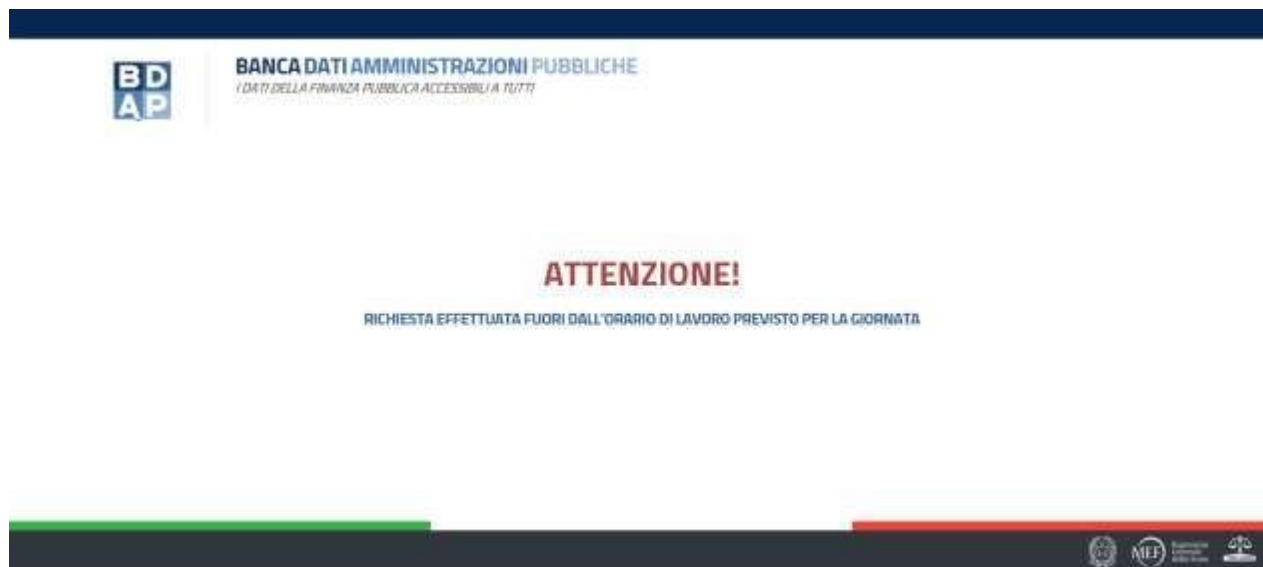 BD
AP
BANCA DATI AMMINISTRAZIONI PUBBLICHE
I DATI DELLA FINANZA PUBBLICA ACCESSIBILI A TUTTI
ATTENZIONE!
RICHIESTA EFFETTUATA FUORI DALL'ORARIO DI LAVORO PREVISTO PER LA GIORNATA
MEF